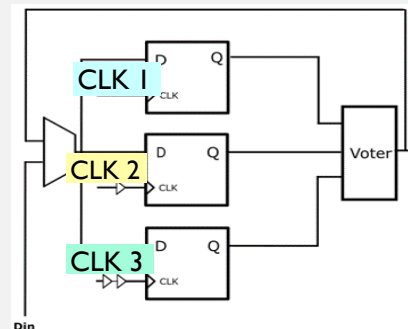 D Q
CLK 1
CLK
D Q
Voter
CLK 2
CLK
D Q
CLK 3
CLK
Din